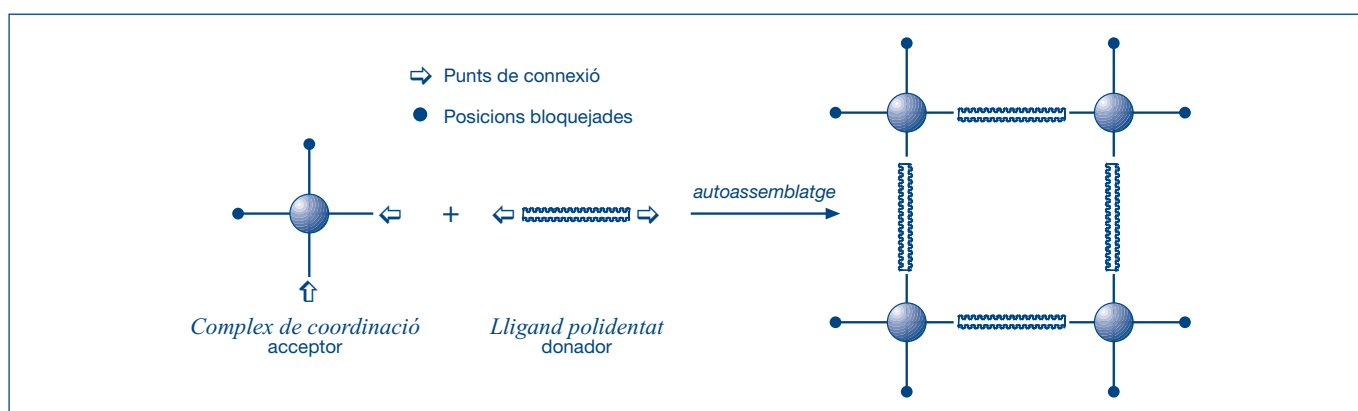 Punts de connexió
Posicions bloquejades
autoassemblatge
+
Complex de coordinació
acceptor
Lligand polidentat
donador